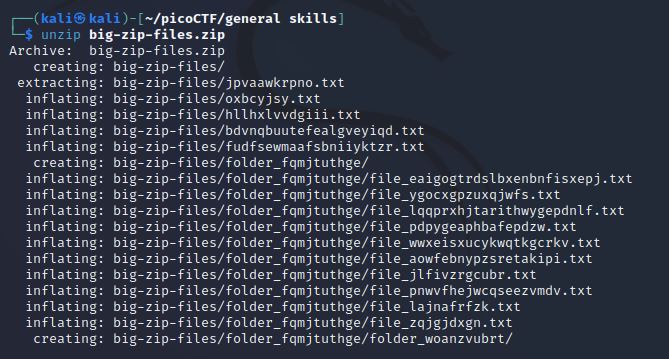 ┌──(kali㉿kali)-[~/picoCTF/general skills]
└─$ unzip big-zip-files.zip
Archive:  big-zip-files.zip
   creating: big-zip-files/
 extracting: big-zip-files/jpvaawkrpno.txt
  inflating: big-zip-files/oxbcyjsy.txt
  inflating: big-zip-files/hllhxlvvdgiii.txt
  inflating: big-zip-files/bdvnqbuutefealgveyiqd.txt
  inflating: big-zip-files/fudfsewmaafsbniiyktzr.txt
   creating: big-zip-files/folder_fqmjtuthge/
  inflating: big-zip-files/folder_fqmjtuthge/file_eaigogtrdslbxenbnfisxepj.txt
  inflating: big-zip-files/folder_fqmjtuthge/file_ygocxgpzuxqjwfs.txt
  inflating: big-zip-files/folder_fqmjtuthge/file_lqqprxhjtarithwygepdnlf.txt
  inflating: big-zip-files/folder_fqmjtuthge/file_pdpygeaphbafepdzw.txt
  inflating: big-zip-files/folder_fqmjtuthge/file_wwxeisxucykwqtkgcrkv.txt
  inflating: big-zip-files/folder_fqmjtuthge/file_aowfebnypzsretakipi.txt
  inflating: big-zip-files/folder_fqmjtuthge/file_jlfivzrgcubr.txt
  inflating: big-zip-files/folder_fqmjtuthge/file_pnwvfhejwcqseezvmdv.txt
  inflating: big-zip-files/folder_fqmjtuthge/file_lajnafrfzk.txt
  inflating: big-zip-files/folder_fqmjtuthge/file_zqjgjdxgn.txt
   creating: big-zip-files/folder_fqmjtuthge/folder_woanzvubrt/